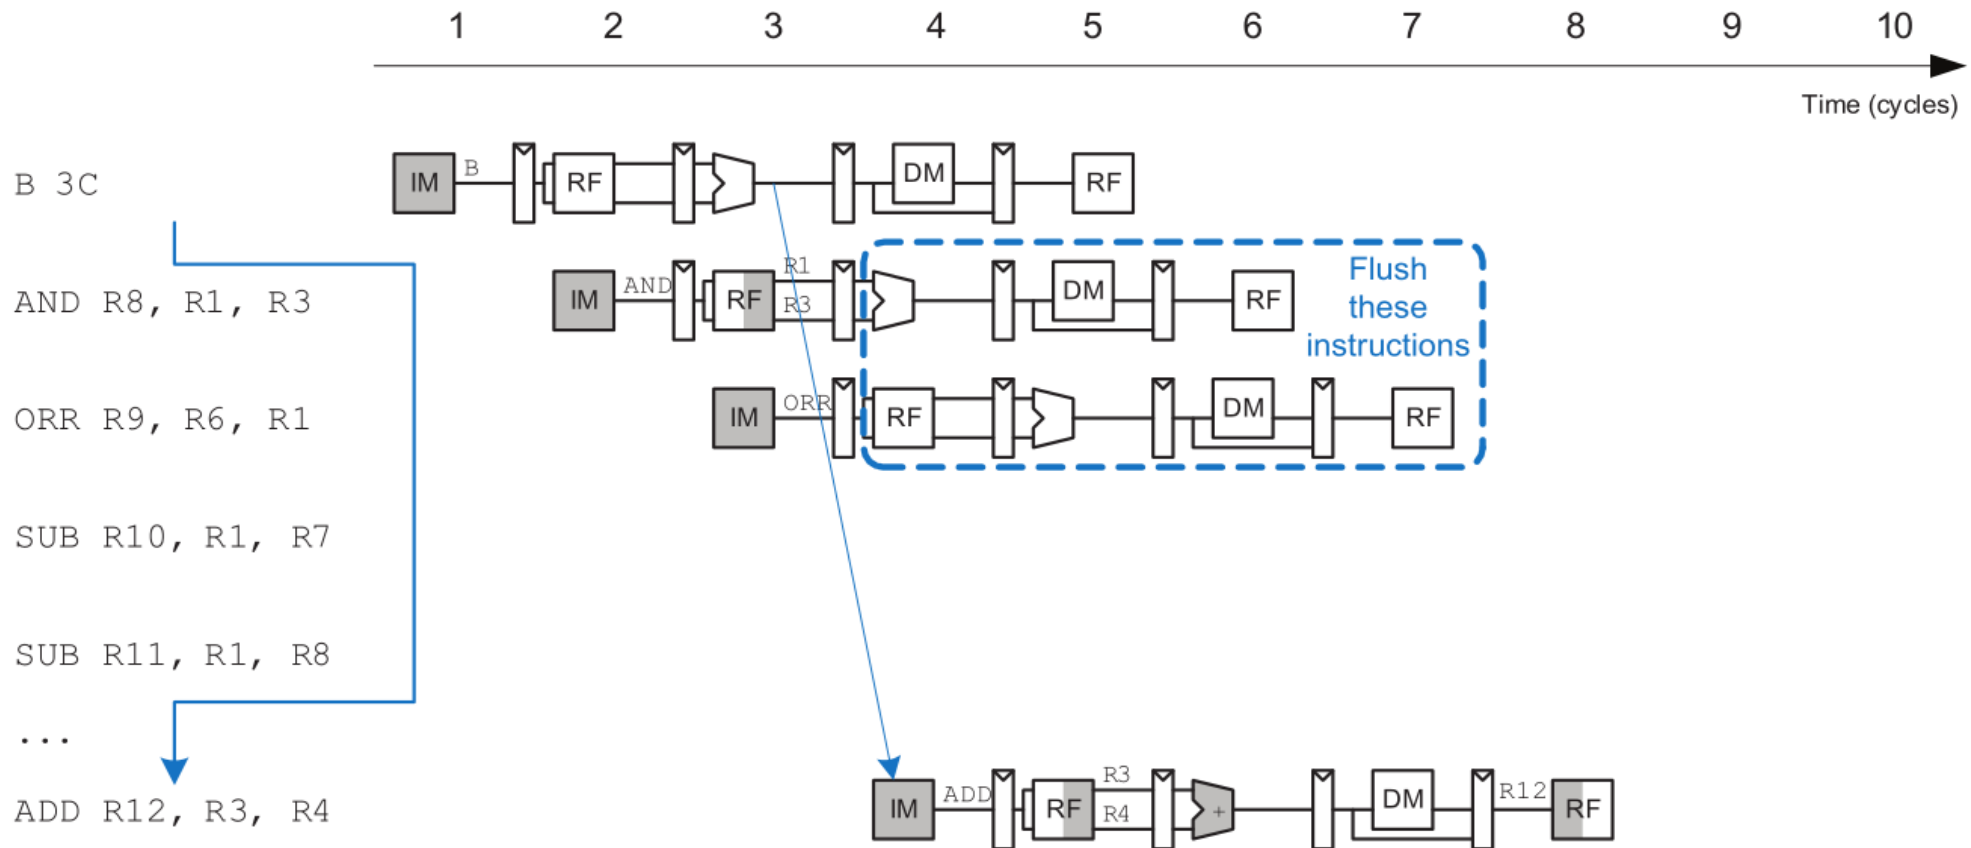 1 2 3 4 5 6 7 8 9 10
Time (cycles)
B 3C
IM B RF DM RF
AND R8, R1, R3
IM AND RF R1 R3 DM RF
Flush
these
instructions
ORR R9, R6, R1
IM ORR RF DM RF
SUB R10, R1, R7
SUB R11, R1, R8
...
ADD R12, R3, R4
IM ADD RF R3 R4 + DM R12 RF